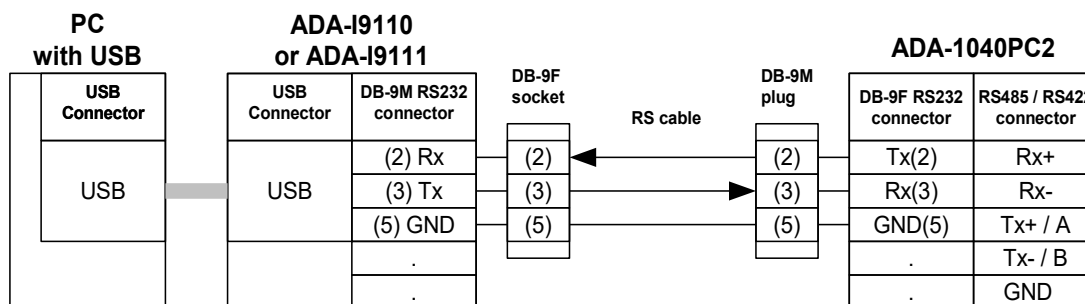 PC
with USB
ADA-I9110
or ADA-I9111
ADA-1040PC2
USB
Connector
USB
Connector
DB-9M RS232
connector
DB-9F
socket
RS cable
DB-9M
plug
DB-9F RS232
connector
RS485 / RS422
connector
USB
USB
(2) Rx
(2)
(2)
Tx(2)
Rx+
(3) Tx
(3)
(3)
Rx(3)
Rx-
(5) GND
(5)
(5)
GND(5)
Tx+ / A
.
.
Tx- / B
.
.
GND